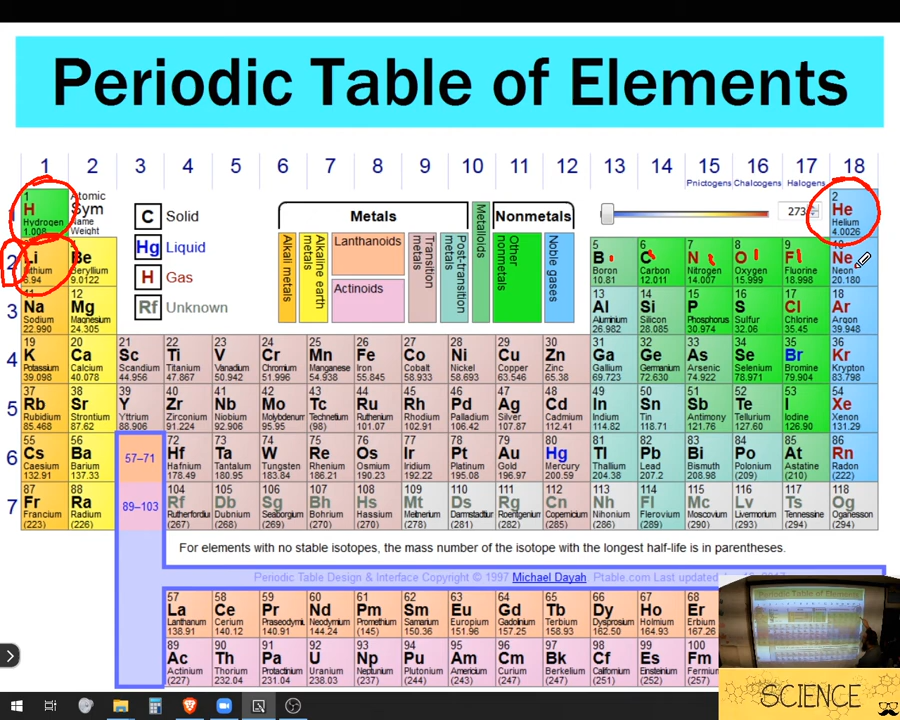 Periodic Table of Elements
1 2 3 4 5 6 7 8 9 10 11 12 13 14 15 16 17 18
Pnictogens Chalcogens Halogens
1 H Hydrogen 1.008
Atomic Sym Name Weight
C Solid
Hg Liquid
H Gas
Rf Unknown
Metals
Alkali metals
Alkaline earth metals
Lanthanoids
Actinoids
Transition metals
Post-transition metals
Metalloids
Nonmetals
Other nonmetals
Noble gases
273
2 He Helium 4.0026
2
Li 6.94
Be Beryllium 9.0122
5 B Boron 10.81
6 C Carbon 12.011
7 N Nitrogen 14.007
8 O Oxygen 15.999
9 F Fluorine 18.998
Ne Neon 20.180
3
11 Na Sodium 22.990
12 Mg Magnesium 24.305
13 Al Aluminium 26.982
14 Si Silicon 28.085
15 P Phosphorus 30.974
16 S Sulfur 32.06
17 Cl Chlorine 35.45
18 Ar Argon 39.948
4
19 K Potassium 39.098
20 Ca Calcium 40.078
21 Sc Scandium 44.956
22 Ti Titanium 47.867
23 V Vanadium 50.942
24 Cr Chromium 51.996
25 Mn Manganese 54.938
26 Fe Iron 55.845
27 Co Cobalt 58.933
28 Ni Nickel 58.693
29 Cu Copper 63.546
30 Zn Zinc 65.38
31 Ga Gallium 69.723
32 Ge Germanium 72.630
33 As Arsenic 74.922
34 Se Selenium 78.971
35 Br Bromine 79.904
36 Kr Krypton 83.798
5
37 Rb Rubidium 85.468
38 Sr Strontium 87.62
39 Y Yttrium 88.906
40 Zr Zirconium 91.224
41 Nb Niobium 92.906
42 Mo Molybdenum 95.95
43 Tc Technetium (98)
44 Ru Ruthenium 101.07
45 Rh Rhodium 102.91
46 Pd Palladium 106.42
47 Ag Silver 107.87
48 Cd Cadmium 112.41
49 In Indium 114.82
50 Sn Tin 118.71
51 Sb Antimony 121.76
52 Te Tellurium 127.60
53 I Iodine 126.90
54 Xe Xenon 131.29
6
55 Cs Caesium 132.91
56 Ba Barium 137.33
57–71
72 Hf Hafnium 178.49
73 Ta Tantalum 180.95
74 W Tungsten 183.84
75 Re Rhenium 186.21
76 Os Osmium 190.23
77 Ir Iridium 192.22
78 Pt Platinum 195.08
79 Au Gold 196.97
80 Hg Mercury 200.59
81 Tl Thallium 204.38
82 Pb Lead 207.2
83 Bi Bismuth 208.98
84 Po Polonium (209)
85 At Astatine (210)
86 Rn Radon (222)
7
87 Fr Francium (223)
88 Ra Radium (226)
89–103
104 Rf Rutherfordiu (267)
105 Db Dubnium (268)
106 Sg Seaborgiu (269)
107 Bh Bohrium (270)
108 Hs Hassium (270)
109 Mt Meitnerium (278)
110 Ds Darmstadtiur (281)
111 Rg Roentgeniur (282)
112 Cn Copernicium (285)
113 Nh Nihonium (286)
114 Fl Flerovium (289)
115 Mc Moscovium (290)
116 Lv Livermorium (293)
117 Ts Tennessine (294)
118 Og Oganesson (294)
For elements with no stable isotopes, the mass number of the isotope with the longest half-life is in parentheses.
Periodic Table Design & Interface Copyright © 1997 Michael Dayah. Ptable.com Last updated
57 La Lanthanum 138.91
58 Ce Cerium 140.12
59 Pr Praseodymi 140.91
60 Nd Neodymium 144.24
61 Pm Promethium (145)
62 Sm Samarium 150.36
63 Eu Europium 151.96
64 Gd Gadolinium 157.25
65 Tb Terbium 158.93
66 Dy Dysprosium 162.50
67 Ho Holmium 164.93
68 Er Erbium 167.26
89 Ac Actinium (227)
90 Th Thorium 232.04
91 Pa Protactinium 231.04
92 U Uranium 238.03
93 Np Neptunium (237)
94 Pu Plutonium (244)
95 Am Americium (243)
96 Cm Curium (247)
97 Bk Berkelium (247)
98 Cf Californium (251)
99 Es Einsteinium (252)
100 Fm Fermium (257)
SCIENCE